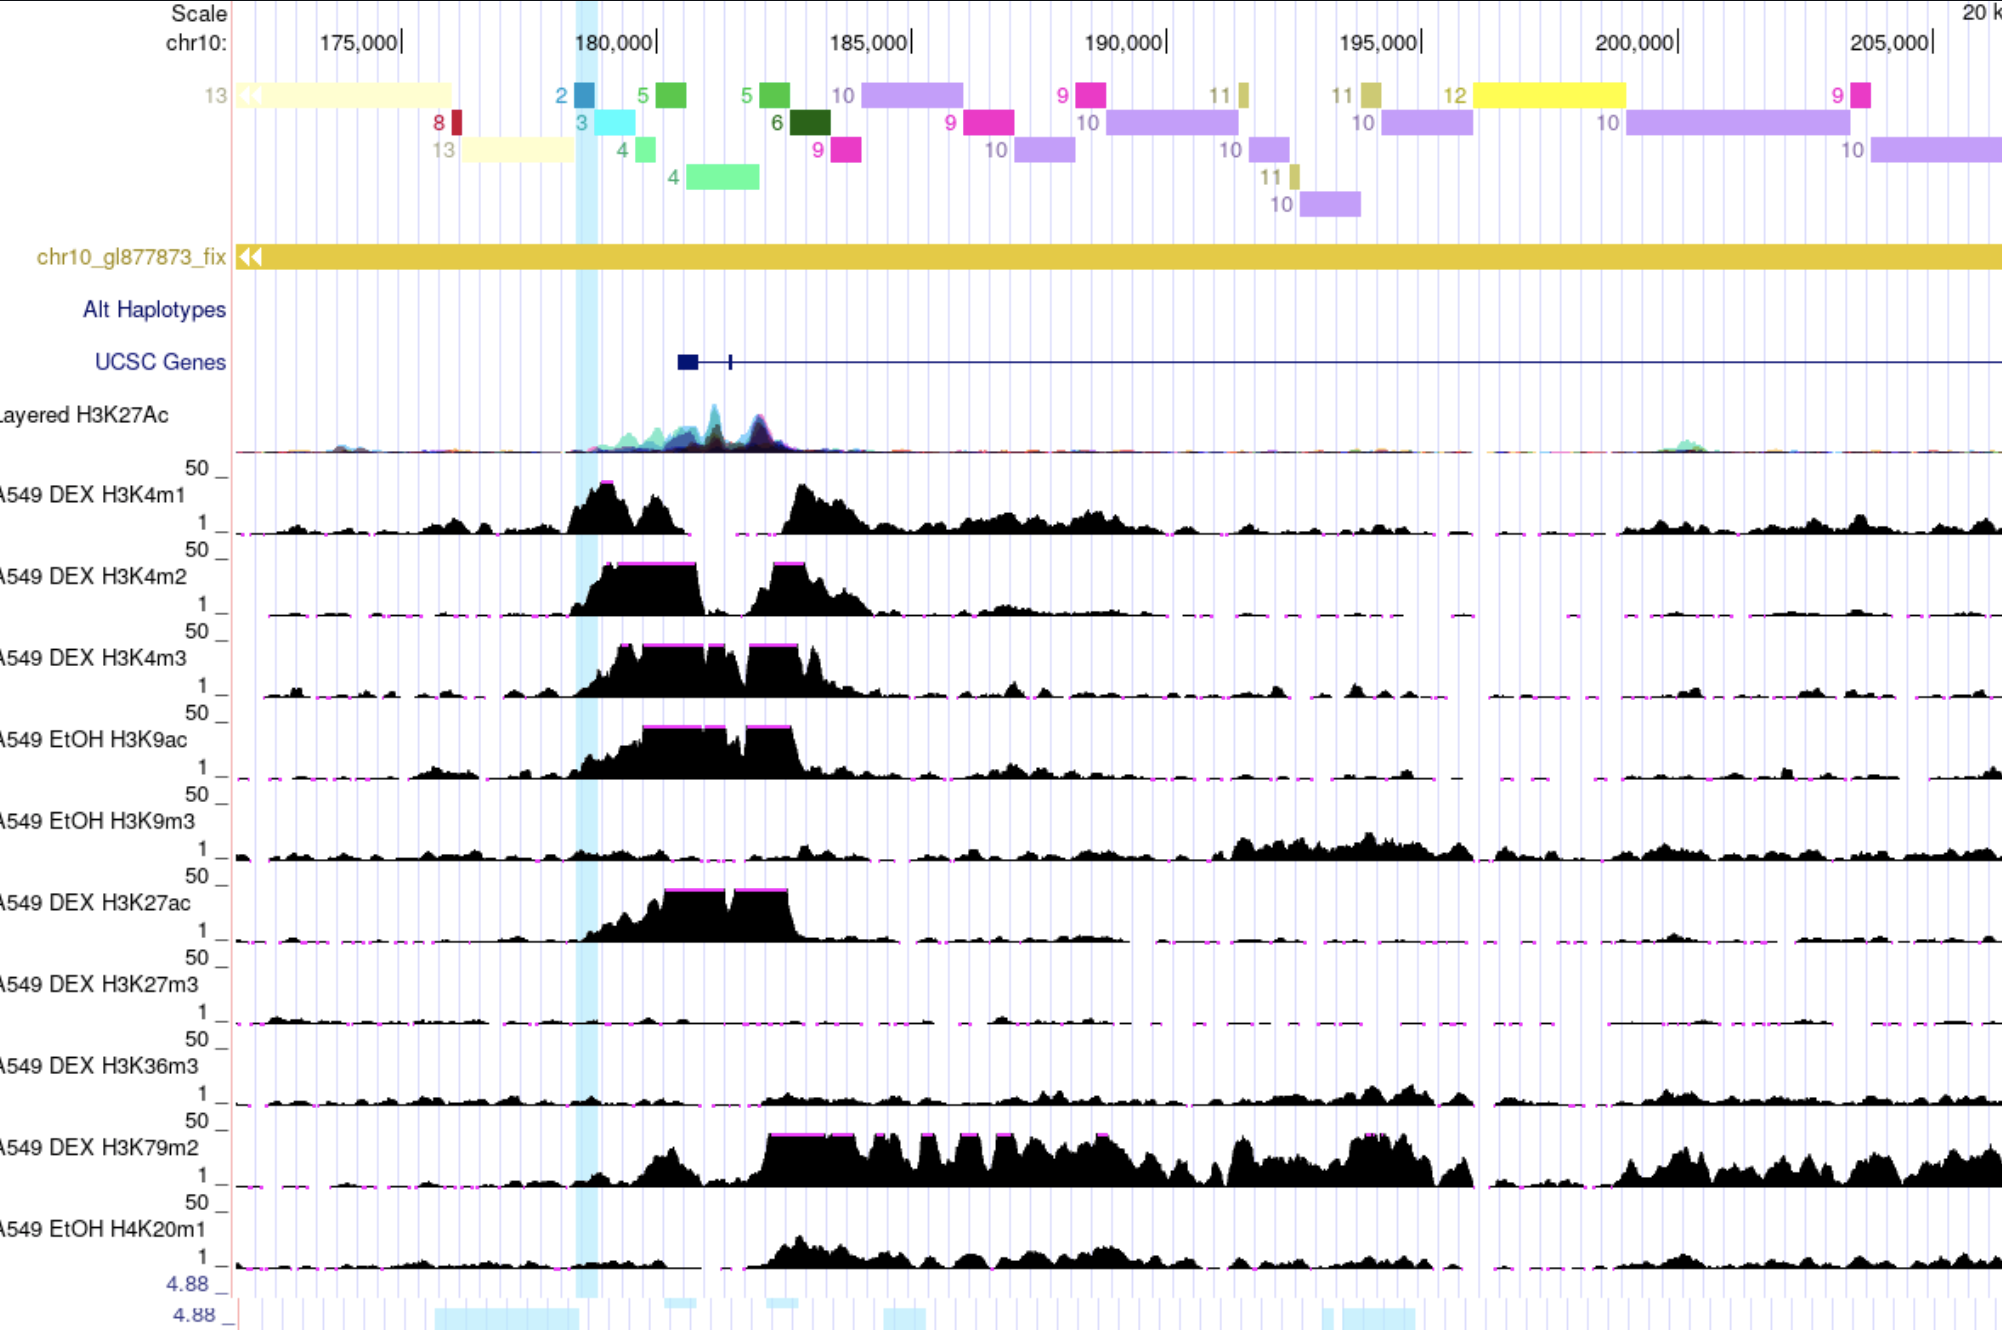 Scale 20 k
chr10: 175,000 180,000 185,000 190,000 195,000 200,000 205,000
13 2 5 5 10 9 11 11 12 9
8 3 6 9 10 10 10 10
13 4 9 10 10 10
4 11
10
chr10_gl877873_fix
Alt Haplotypes
UCSC Genes
Layered H3K27Ac
50
A549 DEX H3K4m1
1
50
A549 DEX H3K4m2
1
50
A549 DEX H3K4m3
1
50
A549 EtOH H3K9ac
1
50
A549 EtOH H3K9m3
1
50
A549 DEX H3K27ac
1
50
A549 DEX H3K27m3
1
50
A549 DEX H3K36m3
1
50
A549 DEX H3K79m2
1
50
A549 EtOH H4K20m1
1
4.88
4.88